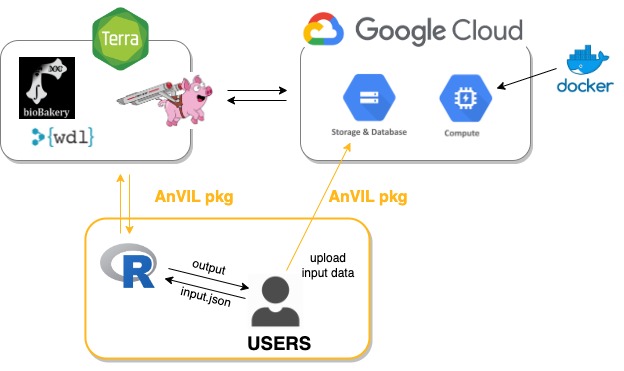 Terra
Google Cloud
bioBakery
{wdl}
Storage & Database
Compute
docker
AnVIL pkg
AnVIL pkg
R
output
input.json
upload
input data
USERS